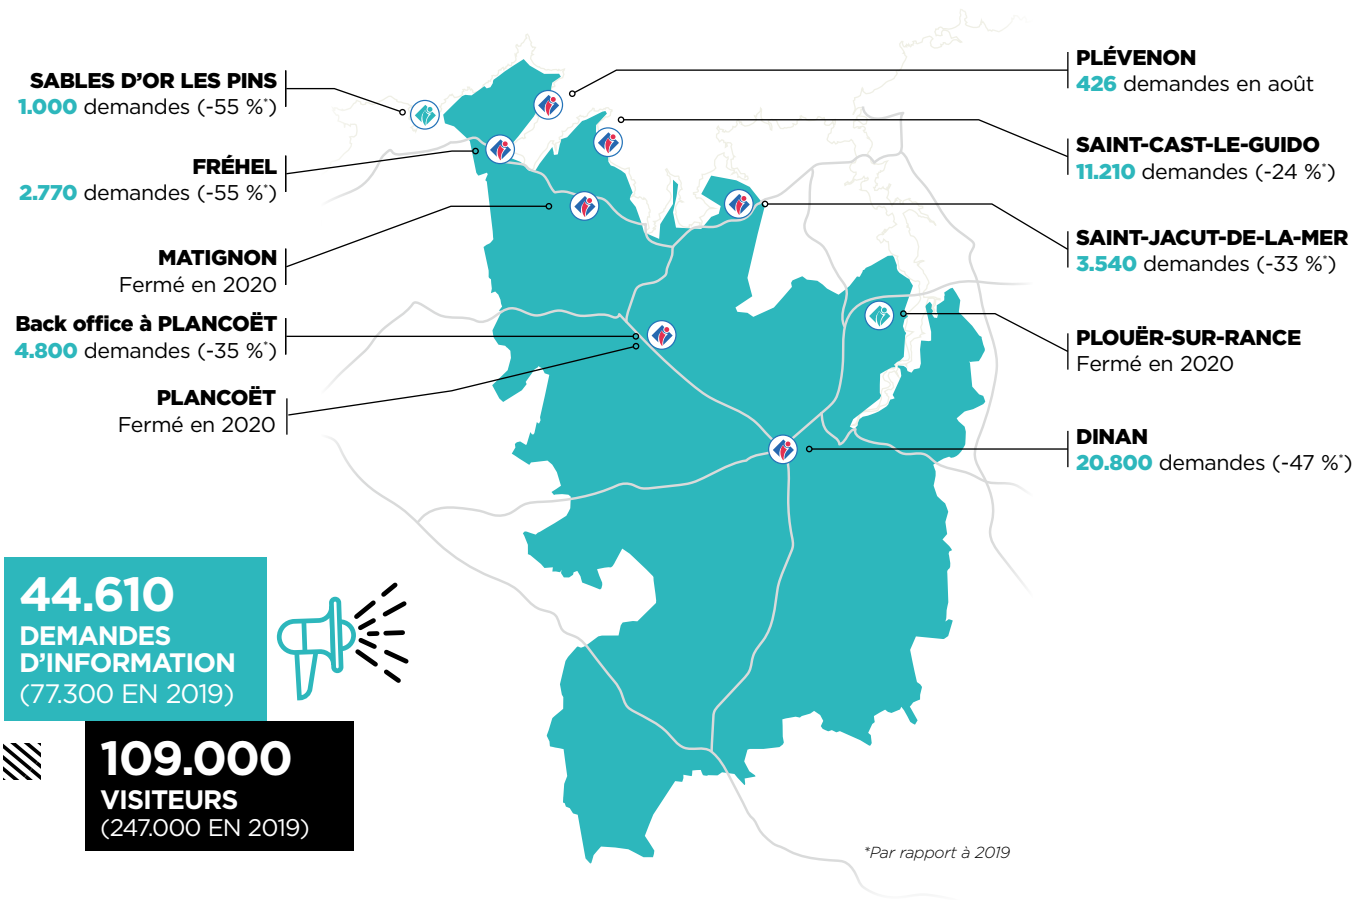 SABLES D'OR LES PINS
1.000 demandes (-55 %*)
FRÉHEL
2.770 demandes (-55 %*)
MATIGNON
Fermé en 2020
Back office à PLANCOËT
4.800 demandes (-35 %*)
PLANCOËT
Fermé en 2020
PLÉVENON
426 demandes en août
SAINT-CAST-LE-GUIDO
11.210 demandes (-24 %*)
SAINT-JACUT-DE-LA-MER
3.540 demandes (-33 %*)
PLOUËR-SUR-RANCE
Fermé en 2020
DINAN
20.800 demandes (-47 %*)
44.610
DEMANDES
D'INFORMATION
(77.300 EN 2019)
109.000
VISITEURS
(247.000 EN 2019)
*Par rapport à 2019